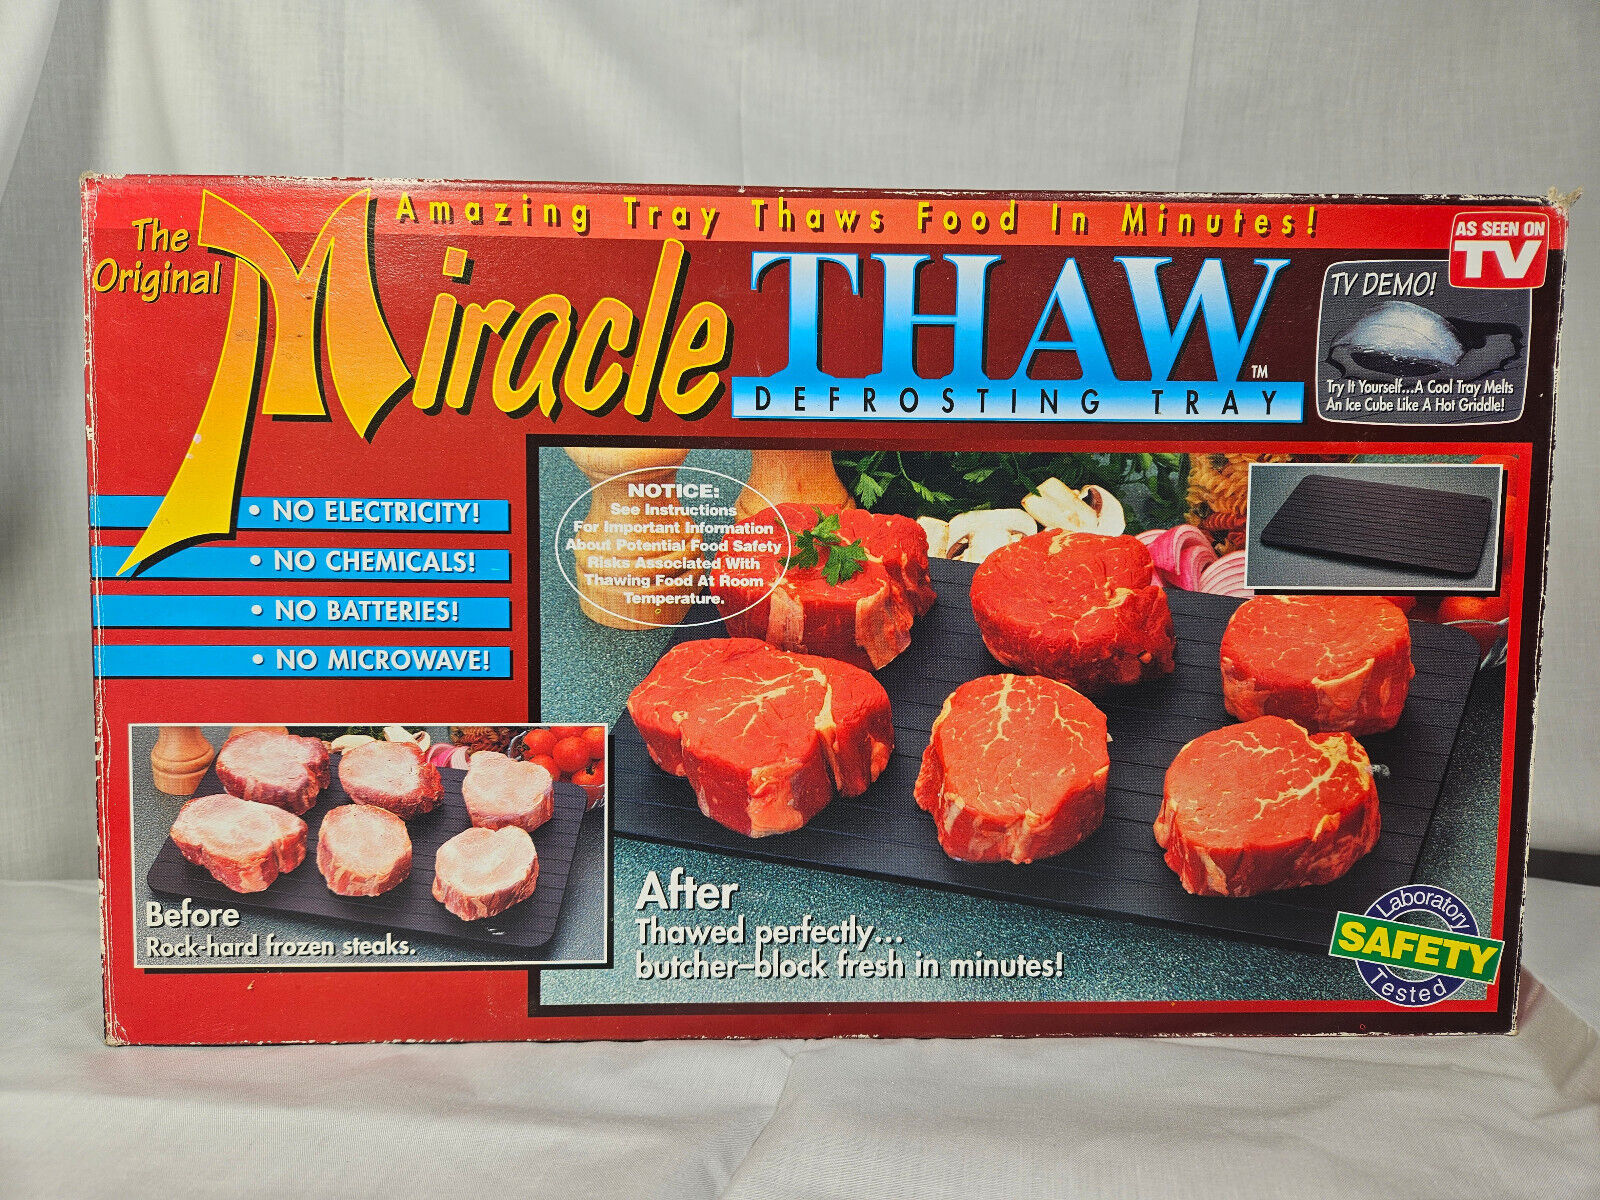 Amazing Tray Thaws Food In Minutes!
The
Original
Miracle
THAW™
DEFROSTING TRAY
AS SEEN ON
TV
TV DEMO!
Try It Yourself...A Cool Tray Melts
An Ice Cube Like A Hot Griddle!
• NO ELECTRICITY!
• NO CHEMICALS!
• NO BATTERIES!
• NO MICROWAVE!
NOTICE:
See Instructions
For Important Information
About Potential Food Safety
Risks Associated With
Thawing Food At Room
Temperature.
Before
Rock-hard frozen steaks.
After
Thawed perfectly...
butcher-block fresh in minutes!
Laboratory
SAFETY
Tested